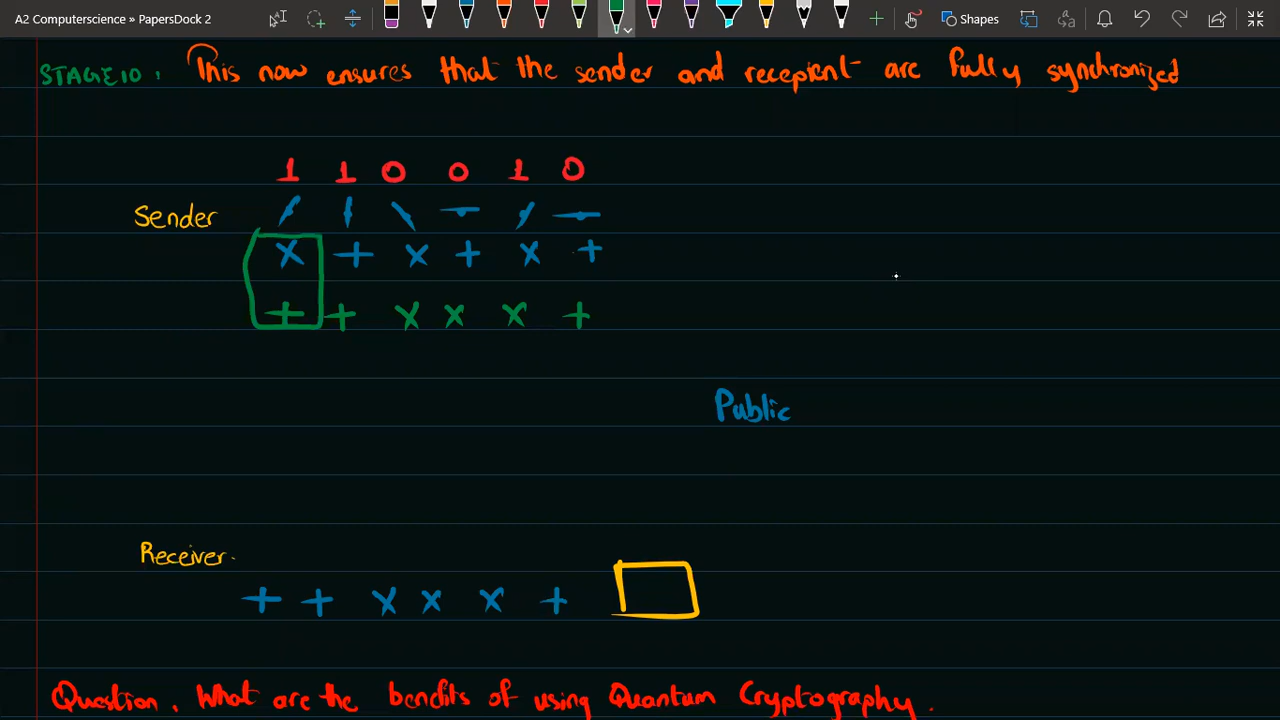 A2 Computerscience » PapersDock 2
Shapes
STAGE10: This now ensures that the sender and recepient are fully synchronized
1 1 0 0 1 0
Sender
x + x + x +
+ + x x x +
Public
Receiver.
+ + x x x +
Question. What are the benefits of using Quantum Cryptography.